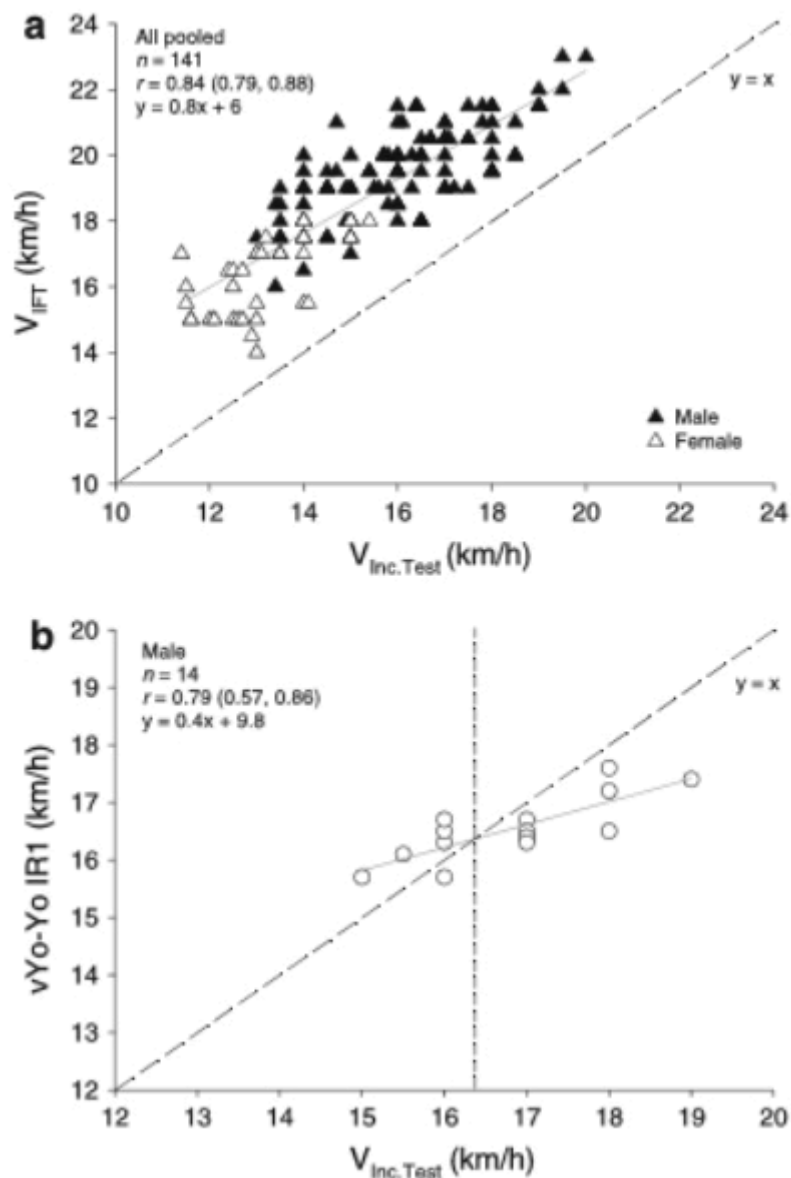 a
All pooled
n = 141
r = 0.84 (0.79, 0.88)
y = 0.8x + 6
y = x
24
22
20
18
16
14
12
10
V_IFT (km/h)
Male
Female
10 12 14 16 18 20 22 24
V_Inc.Test (km/h)
b
Male
n = 14
r = 0.79 (0.57, 0.86)
y = 0.4x + 9.8
y = x
20
19
18
17
16
15
14
13
12
vYo-Yo IR1 (km/h)
12 13 14 15 16 17 18 19 20
V_Inc.Test (km/h)